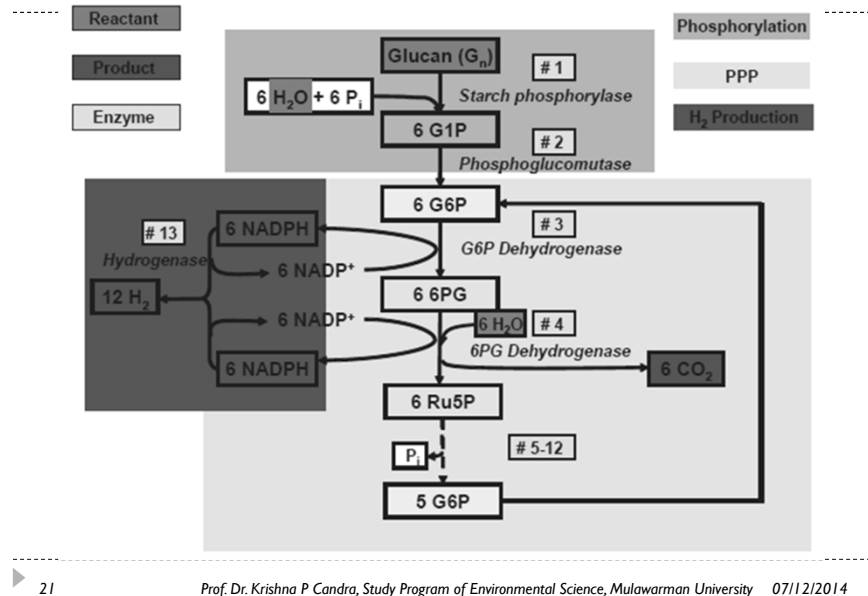 Reactant
Product
Enzyme
Phosphorylation
PPP
H₂ Production
Glucan (Gₙ)
# 1
Starch phosphorylase
6 H₂O + 6 Pᵢ
6 G1P
# 2
Phosphoglucomutase
6 G6P
# 3
G6P Dehydrogenase
# 13
Hydrogenase
6 NADPH
6 NADP⁺
12 H₂
6 NADP⁺
6 NADPH
6 6PG
6 H₂O
# 4
6PG Dehydrogenase
6 CO₂
6 Ru5P
# 5-12
Pᵢ
5 G6P
21 Prof. Dr. Krishna P Candra, Study Program of Environmental Science, Mulawarman University 07/12/2014